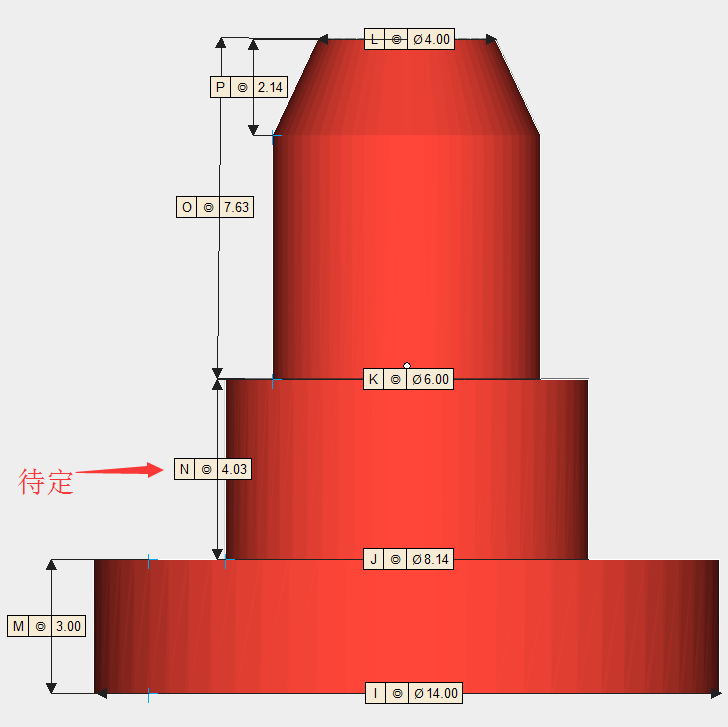 L ⌾ Ø4.00
P ⌾ 2.14
O ⌾ 7.63
K ⌾ Ø6.00
待定
N ⌾ 4.03
J ⌾ Ø8.14
M ⌾ 3.00
I ⌾ Ø14.00